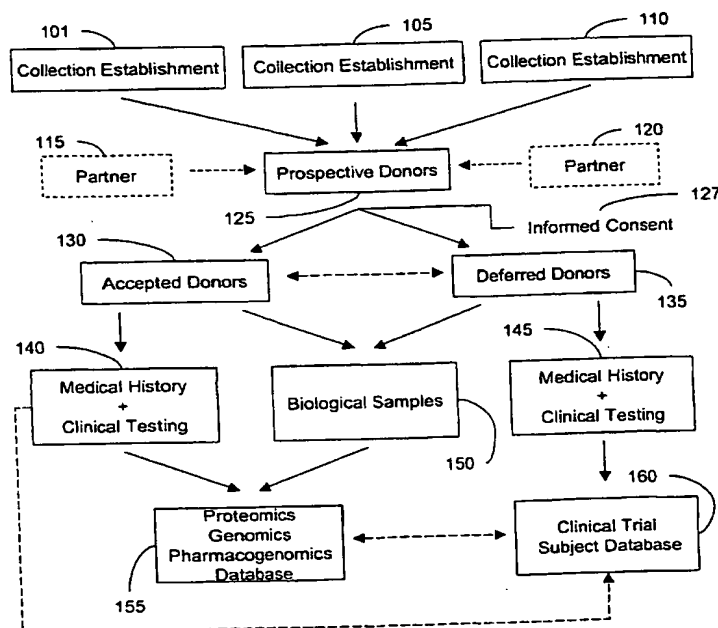 101
105
110
Collection Establishment
Collection Establishment
Collection Establishment
115
120
Partner
Prospective Donors
Partner
125
127
Informed Consent
130
Accepted Donors
Deferred Donors
135
140
145
Medical History
+
Clinical Testing
Biological Samples
150
Medical History
+
Clinical Testing
160
Proteomics
Genomics
Pharmacogenomics
Database
155
Clinical Trial
Subject Database